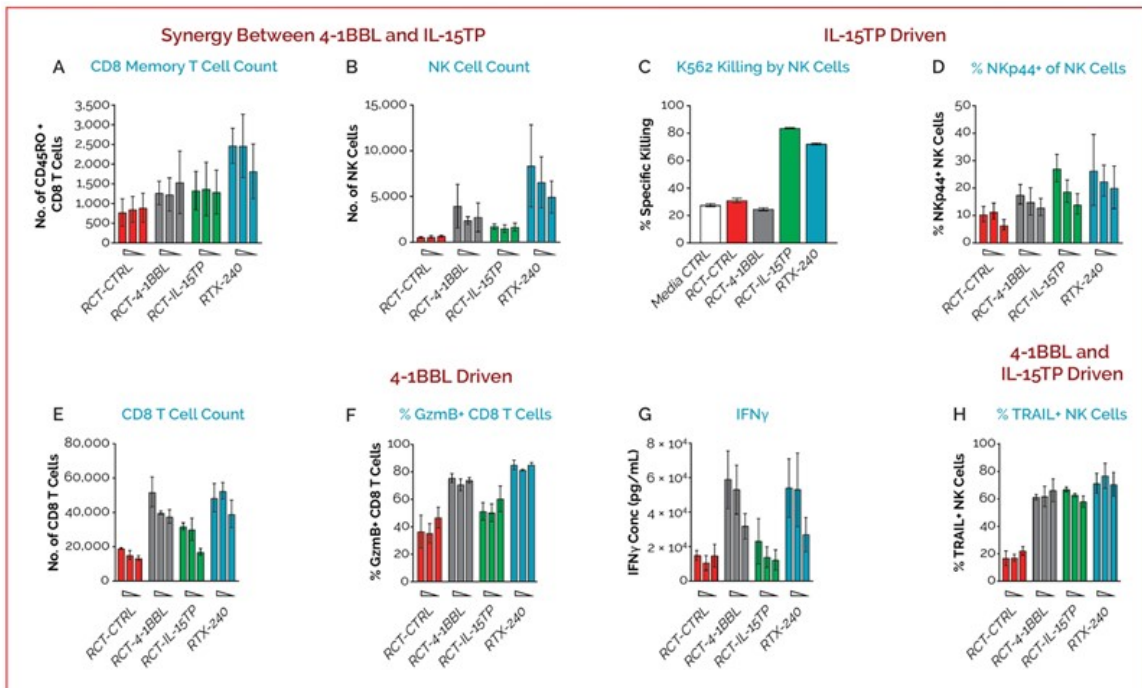 Synergy Between 4-1BBL and IL-15TP
IL-15TP Driven
A CD8 Memory T Cell Count
No. of CD45RO +
CD8 T Cells
3,500
3,000
2,500
2,000
1,500
1,000
500
0
RCT-CTRL
RCT-4-1BBL
RCT-IL-15TP
RTX-240
B NK Cell Count
No. of NK Cells
15,000
10,000
5,000
0
RCT-CTRL
RCT-4-1BBL
RCT-IL-15TP
RTX-240
C K562 Killing by NK Cells
% Specific Killing
100
80
60
40
20
0
Media CTRL
RCT-CTRL
RCT-4-1BBL
RCT-IL-15TP
RTX-240
D % NKp44+ of NK Cells
% NKp44+ NK Cells
50
40
30
20
10
0
RCT-CTRL
RCT-4-1BBL
RCT-IL-15TP
RTX-240
4-1BBL Driven
4-1BBL and
IL-15TP Driven
E CD8 T Cell Count
No. of CD8 T Cells
80,000
60,000
40,000
20,000
0
RCT-CTRL
RCT-4-1BBL
RCT-IL-15TP
RTX-240
F % GzmB+ CD8 T Cells
% GzmB+ CD8 T Cells
100
80
60
40
20
0
RCT-CTRL
RCT-4-1BBL
RCT-IL-15TP
RTX-240
G IFNγ
IFNγ Conc (pg/mL)
8 × 10⁴
6 × 10⁴
4 × 10⁴
2 × 10⁴
0
RCT-CTRL
RCT-4-1BBL
RCT-IL-15TP
RTX-240
H % TRAIL+ NK Cells
% TRAIL+ NK Cells
100
80
60
40
20
0
RCT-CTRL
RCT-4-1BBL
RCT-IL-15TP
RTX-240